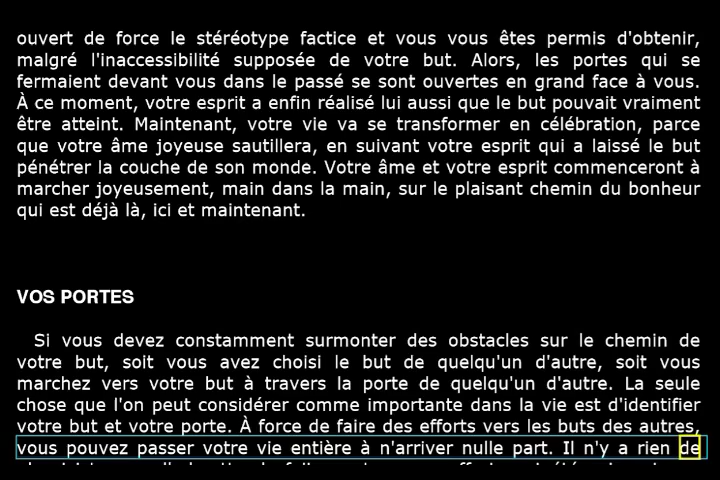 ouvert de force le stéréotype factice et vous vous êtes permis d'obtenir,
malgré l'inaccessibilité supposée de votre but. Alors, les portes qui se
fermaient devant vous dans le passé se sont ouvertes en grand face à vous.
À ce moment, votre esprit a enfin réalisé lui aussi que le but pouvait vraiment
être atteint. Maintenant, votre vie va se transformer en célébration, parce
que votre âme joyeuse sautillera, en suivant votre esprit qui a laissé le but
pénétrer la couche de son monde. Votre âme et votre esprit commenceront à
marcher joyeusement, main dans la main, sur le plaisant chemin du bonheur
qui est déjà là, ici et maintenant.
VOS PORTES
Si vous devez constamment surmonter des obstacles sur le chemin de
votre but, soit vous avez choisi le but de quelqu'un d'autre, soit vous
marchez vers votre but à travers la porte de quelqu'un d'autre. La seule
chose que l'on peut considérer comme importante dans la vie est d'identifier
votre but et votre porte. À force de faire des efforts vers les buts des autres,
vous pouvez passer votre vie entière à n'arriver nulle part. Il n'y a rien de